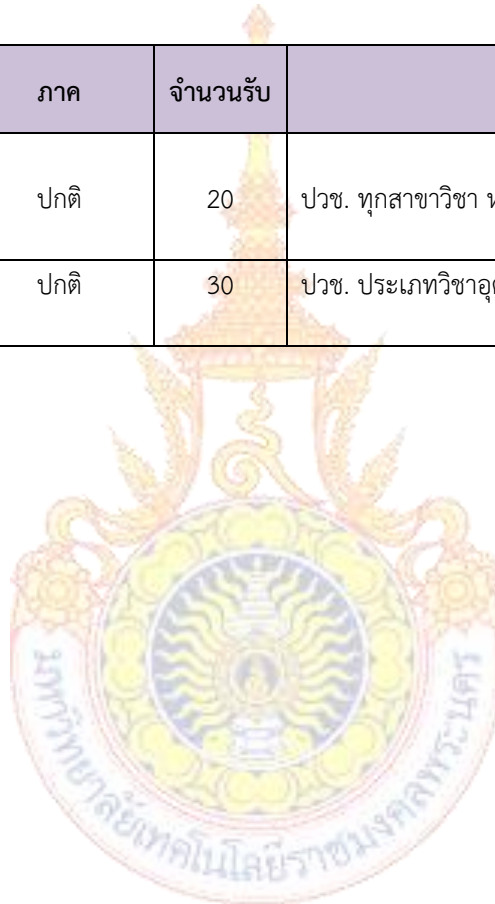 ภาค จำนวนรับ
ปกติ 20 ปวช. ทุกสาขาวิชา
ปกติ 30 ปวช. ประเภทวิชาอุ
มหาวิทยาลัยเทคโนโลยีราชมงคลพระนคร